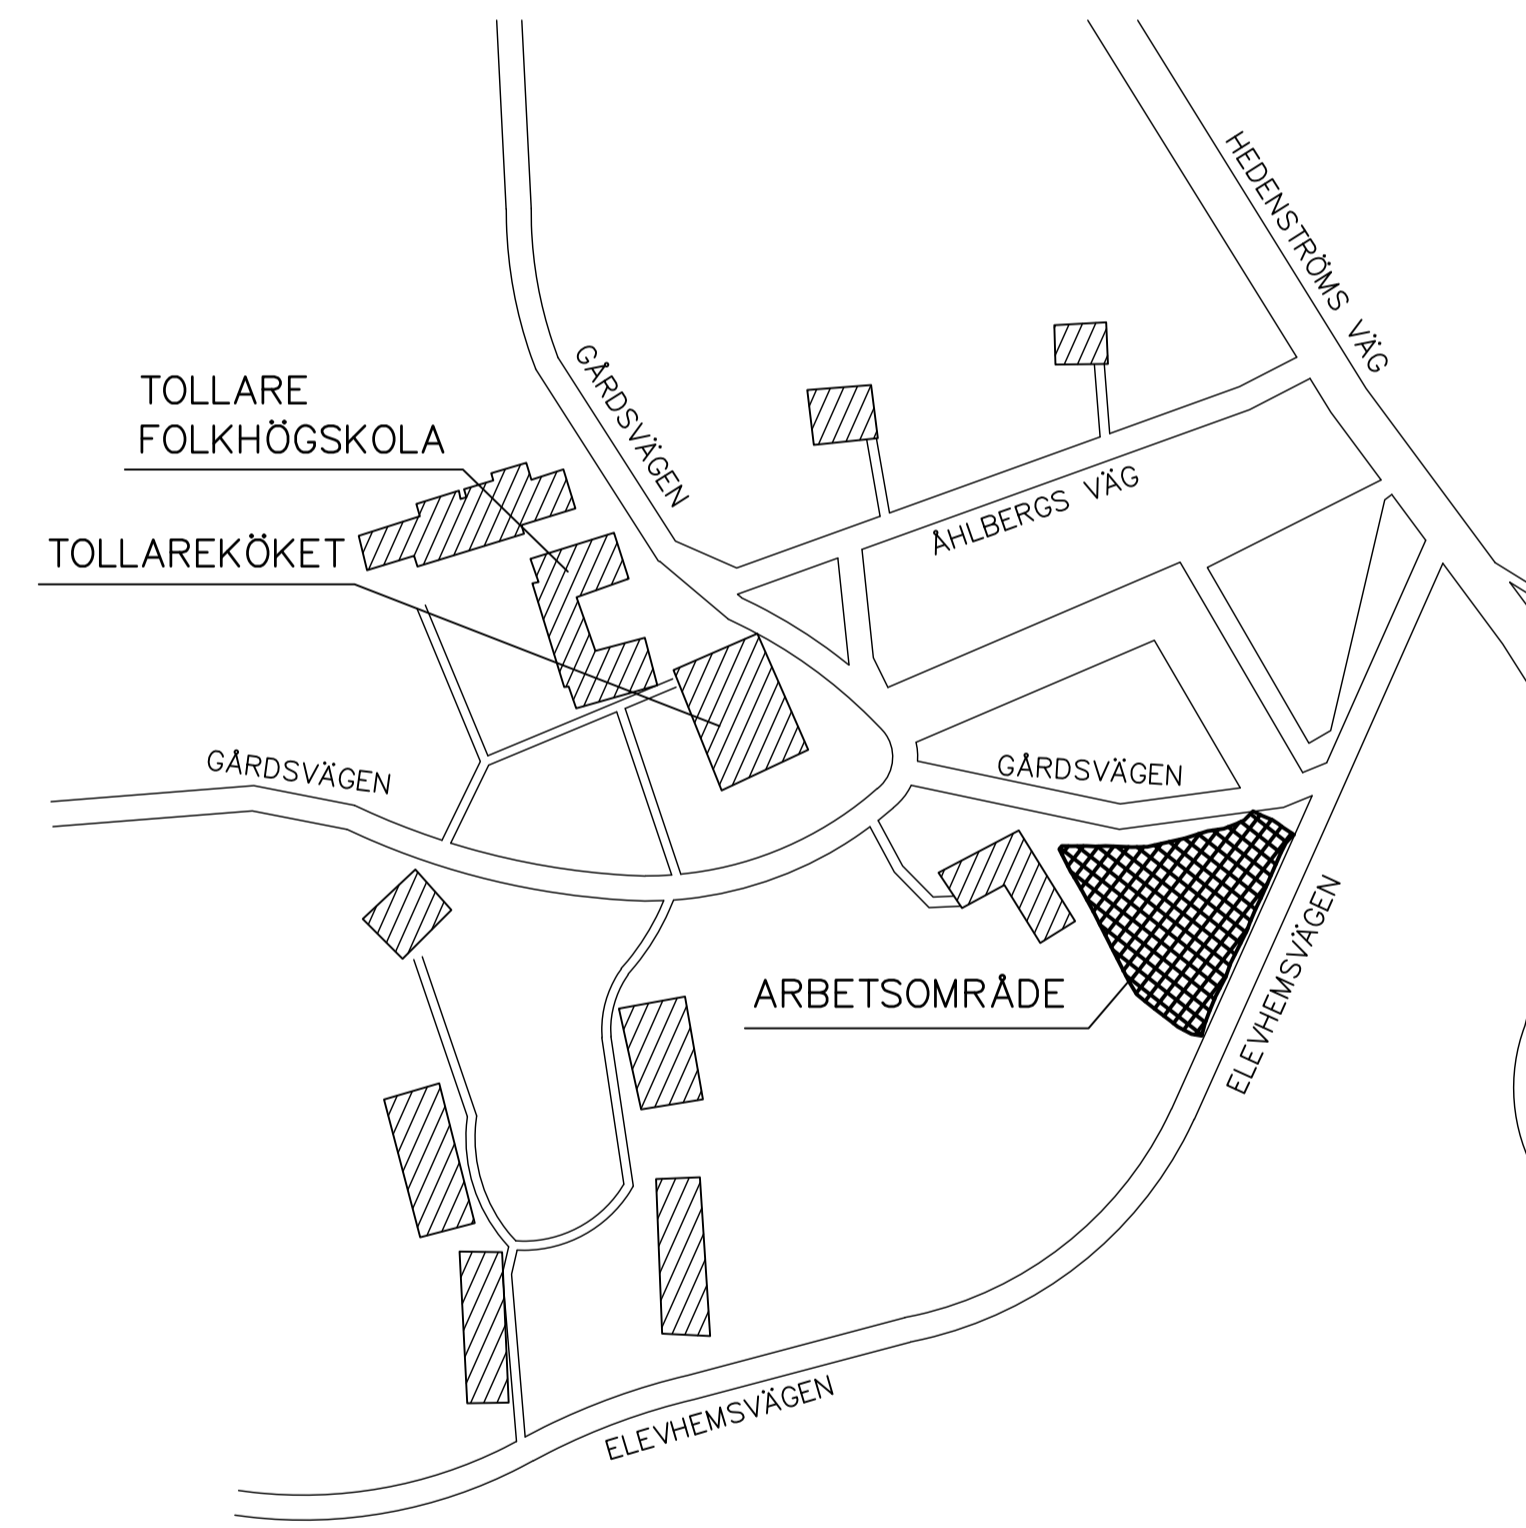 HEDENSTRÖMS VÄG
GÅRDSVÄGEN
TOLLARE
FOLKHÖGSKOLA
ÅHLBERGS VÄG
TOLLAREKÖKET
GÅRDSVÄGEN
GÅRDSVÄGEN
ARBETSOMRÅDE
ELEVHEMSVÄGEN
ELEVHEMSVÄGEN